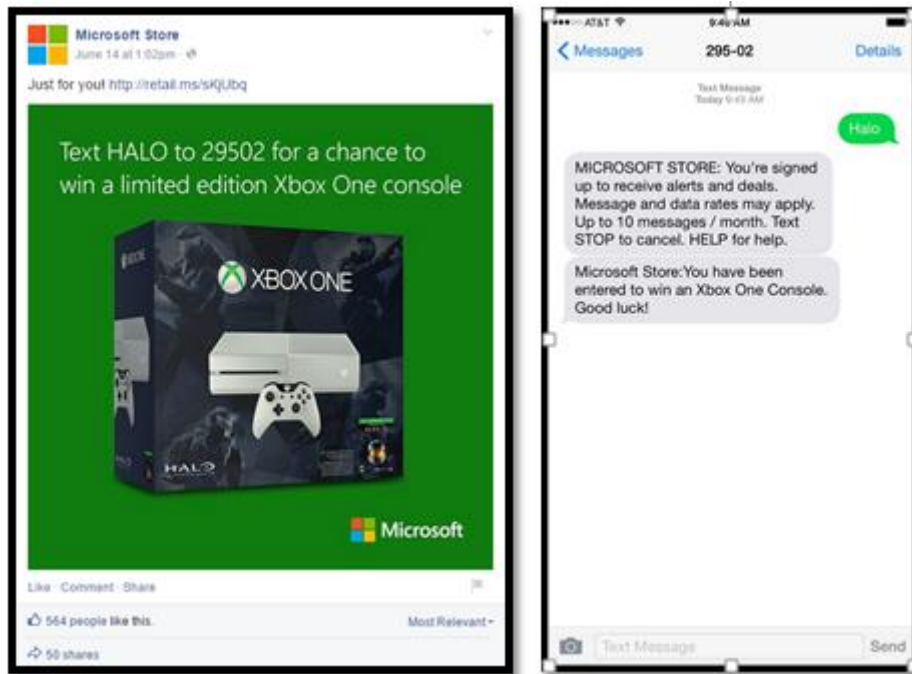 Microsoft Store
June 14 at 1:02pm
Just for you! http://retail.ms/sKjUbq
Text HALO to 29502 for a chance to
win a limited edition Xbox One console
XBOX ONE
XBOX ONE
HALO
Microsoft
Like · Comment · Share
564 people like this.
Most Relevant
50 shares
AT&T
9:49 AM
Messages
295-02
Details
Text Message
Today 9:49 AM
Halo
MICROSOFT STORE: You're signed
up to receive alerts and deals.
Message and data rates may apply.
Up to 10 messages / month. Text
STOP to cancel. HELP for help.
Microsoft Store:You have been
entered to win an Xbox One Console.
Good luck!
Text Message
Send